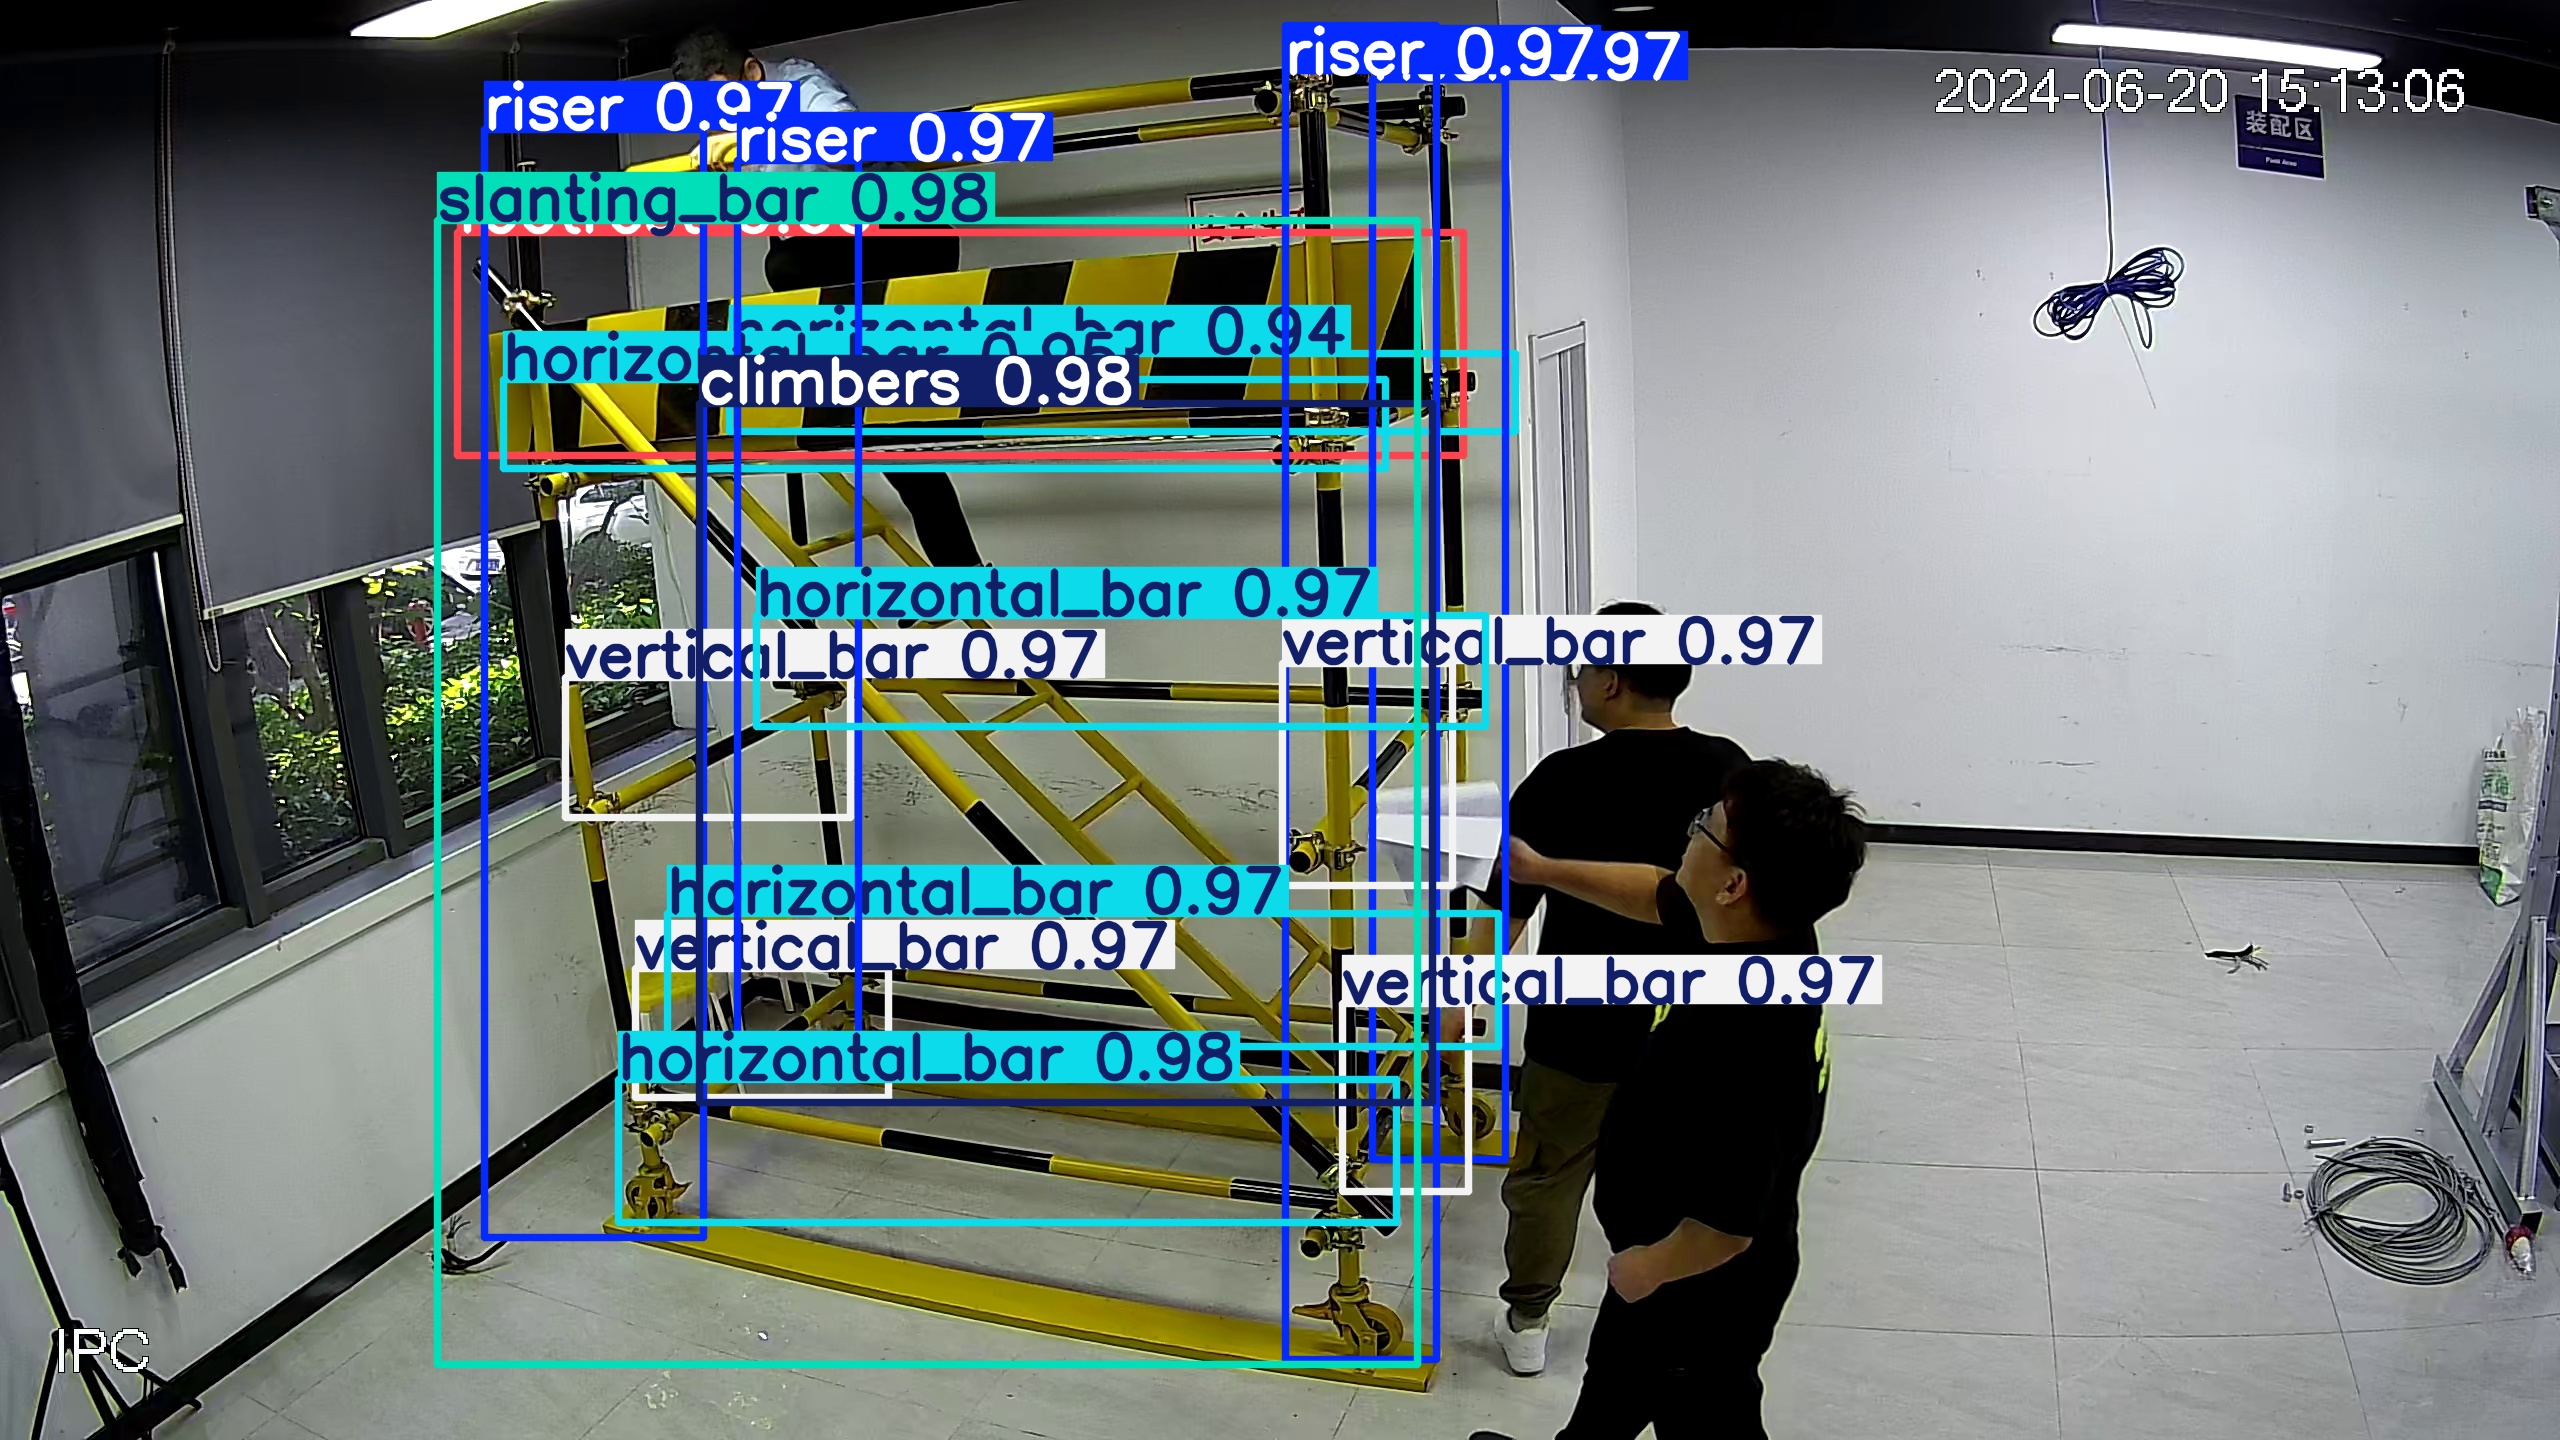 riser 0.97
.97
2024-06-20 15:13:06
riser 0.97
装配区
riser 0.97
slanting_bar 0.98
horizontal_bar 0.94
climbers 0.98
horizontal_bar 0.97
vertical_bar 0.97
vertical_bar 0.97
horizontal_bar 0.97
vertical_bar 0.97
vertical_bar 0.97
horizontal_bar 0.98
IPC